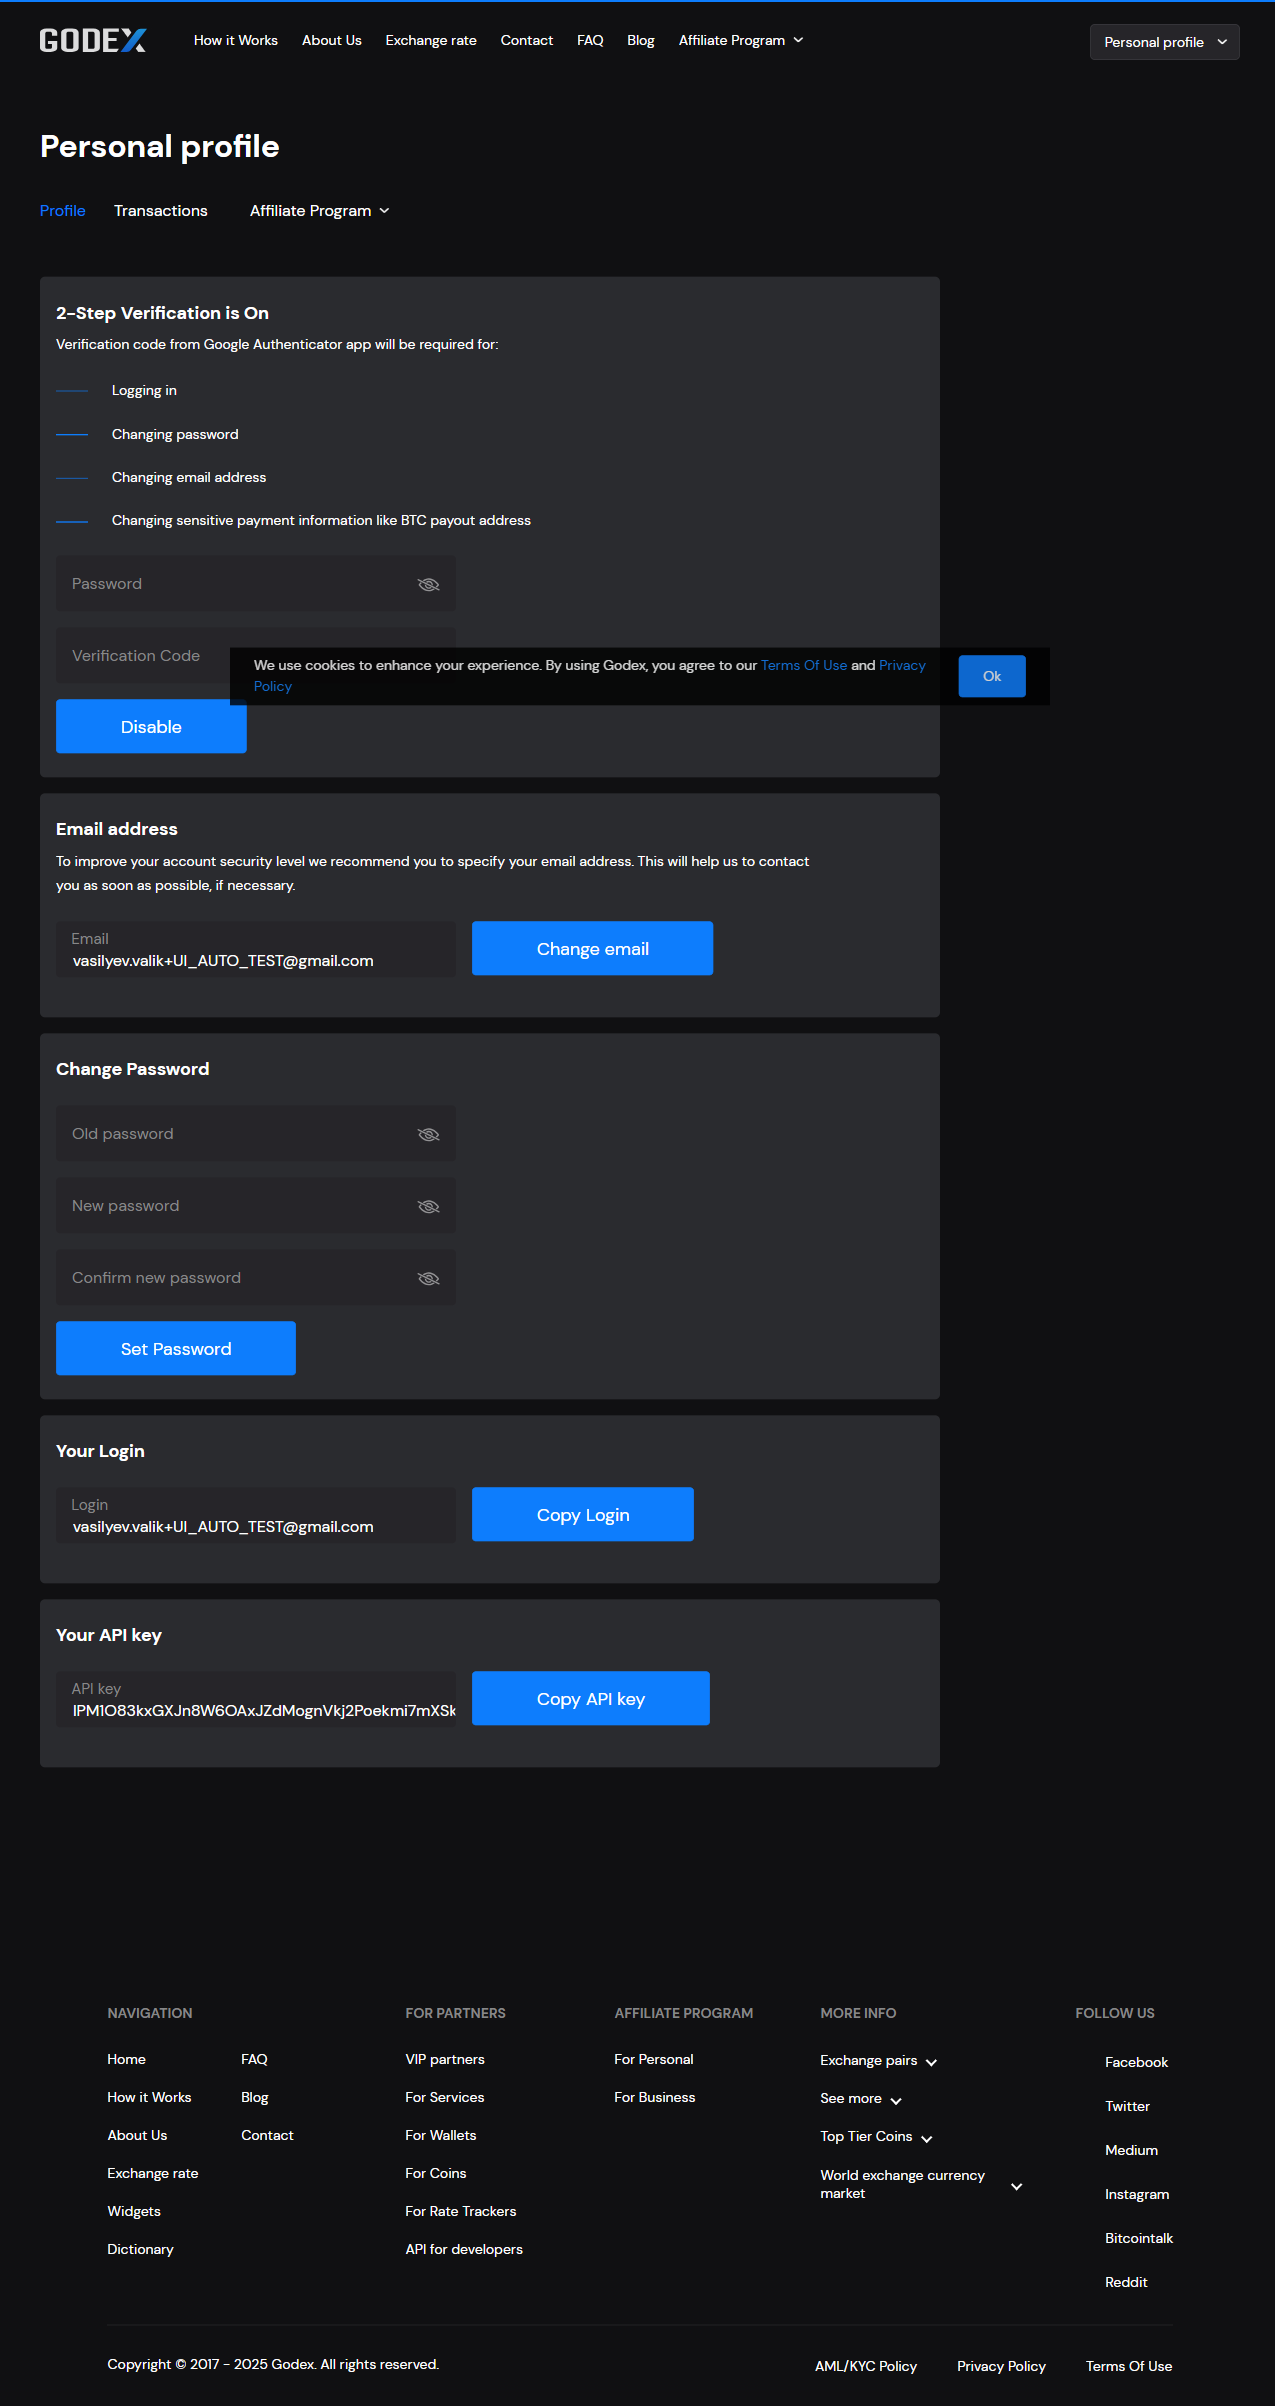 GODEX
How it Works
About Us
Exchange rate
Contact
FAQ
Blog
Affiliate Program
Personal profile
Personal profile
Profile
Transactions
Affiliate Program
2-Step Verification is On
Verification code from Google Authenticator app will be required for:
Logging in
Changing password
Changing email address
Changing sensitive payment information like BTC payout address
Password
Verification Code
We use cookies to enhance your experience. By using Godex, you agree to our Terms Of Use and Privacy
Policy
Ok
Disable
Email address
To improve your account security level we recommend you to specify your email address. This will help us to contact
you as soon as possible, if necessary.
Email
vasilyev.valik+UI_AUTO_TEST@gmail.com
Change email
Change Password
Old password
New password
Confirm new password
Set Password
Your Login
Login
vasilyev.valik+UI_AUTO_TEST@gmail.com
Copy Login
Your API key
API key
IPM1O83kxGXJn8W6OAxJZdMognVkj2Poekmi7mXSk
Copy API key
NAVIGATION
Home
How it Works
About Us
Exchange rate
Widgets
Dictionary
FAQ
Blog
Contact
FOR PARTNERS
VIP partners
For Services
For Wallets
For Coins
For Rate Trackers
API for developers
AFFILIATE PROGRAM
For Personal
For Business
MORE INFO
Exchange pairs
See more
Top Tier Coins
World exchange currency
market
FOLLOW US
Facebook
Twitter
Medium
Instagram
Bitcointalk
Reddit
Copyright © 2017 - 2025 Godex. All rights reserved.
AML/KYC Policy
Privacy Policy
Terms Of Use